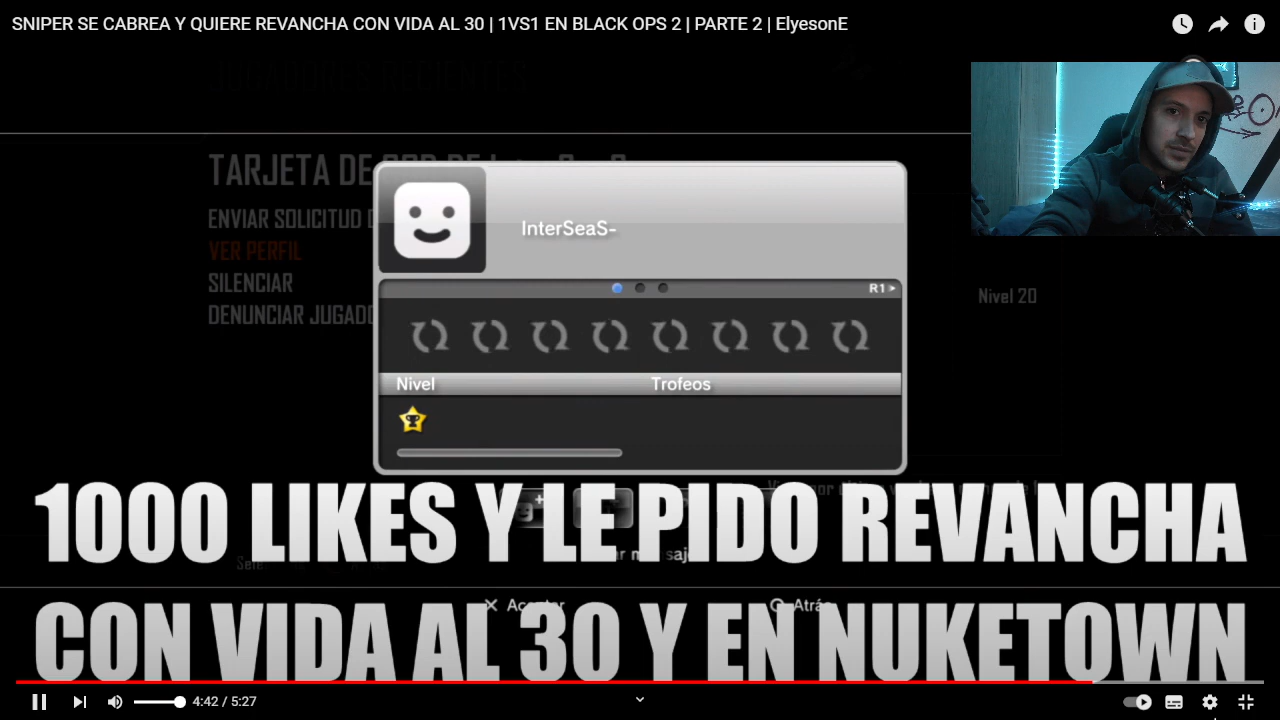 SNIPER SE CABREA Y QUIERE REVANCHA CON VIDA AL 30 | 1VS1 EN BLACK OPS 2 | PARTE 2 | ElyesonE
JUGADORES RECIENTES
TARJETA DE
ENVIAR SOLICITUD
VER PERFIL
SILENCIAR
DENUNCIAR JUGADO
InterSeaS-
R1
Nivel 20
Nivel Trofeos
1000 LIKES Y LE PIDO REVANCHA
CON VIDA AL 30 Y EN NUKETOWN
Aceptar Atrás
4:42 / 5:27